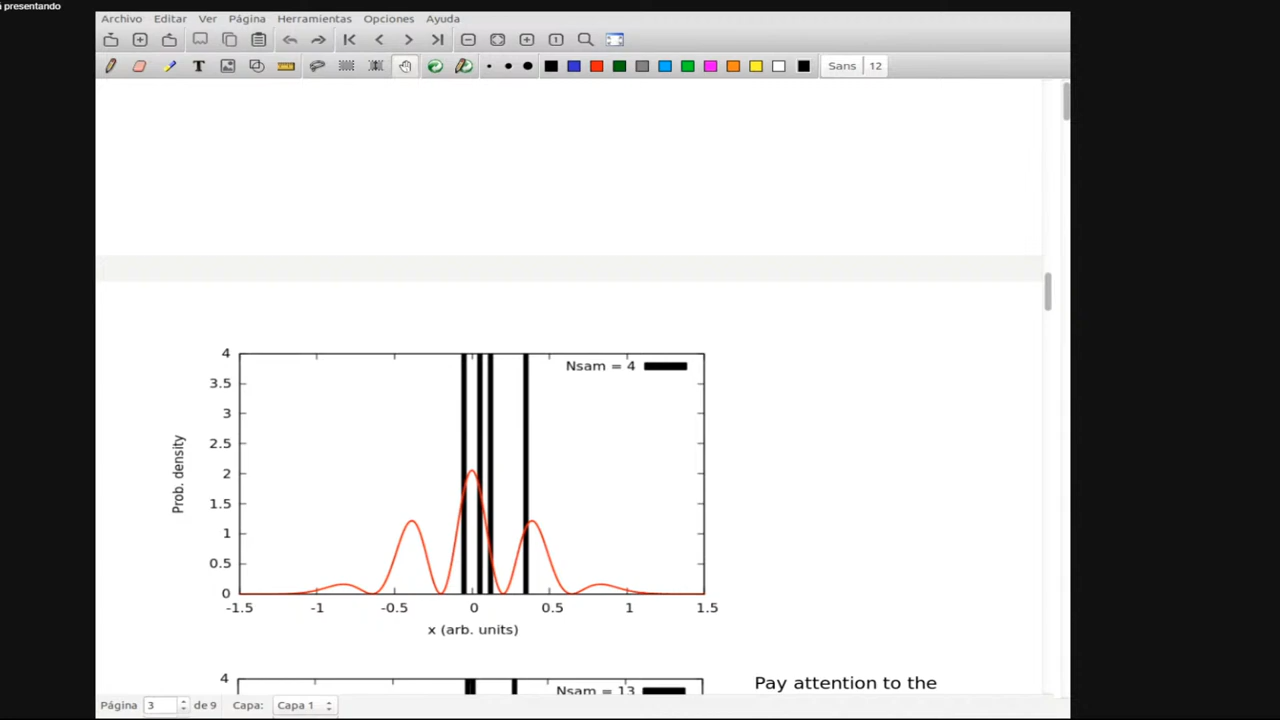 á presentando
Archivo Editar Ver Página Herramientas Opciones Ayuda
Sans 12
4
3.5
3
2.5
2
1.5
1
0.5
0
Prob. density
Nsam = 4
-1.5 -1 -0.5 0 0.5 1 1.5
x (arb. units)
4
Nsam = 13
Pay attention to the
Página 3 de 9 Capa: Capa 1